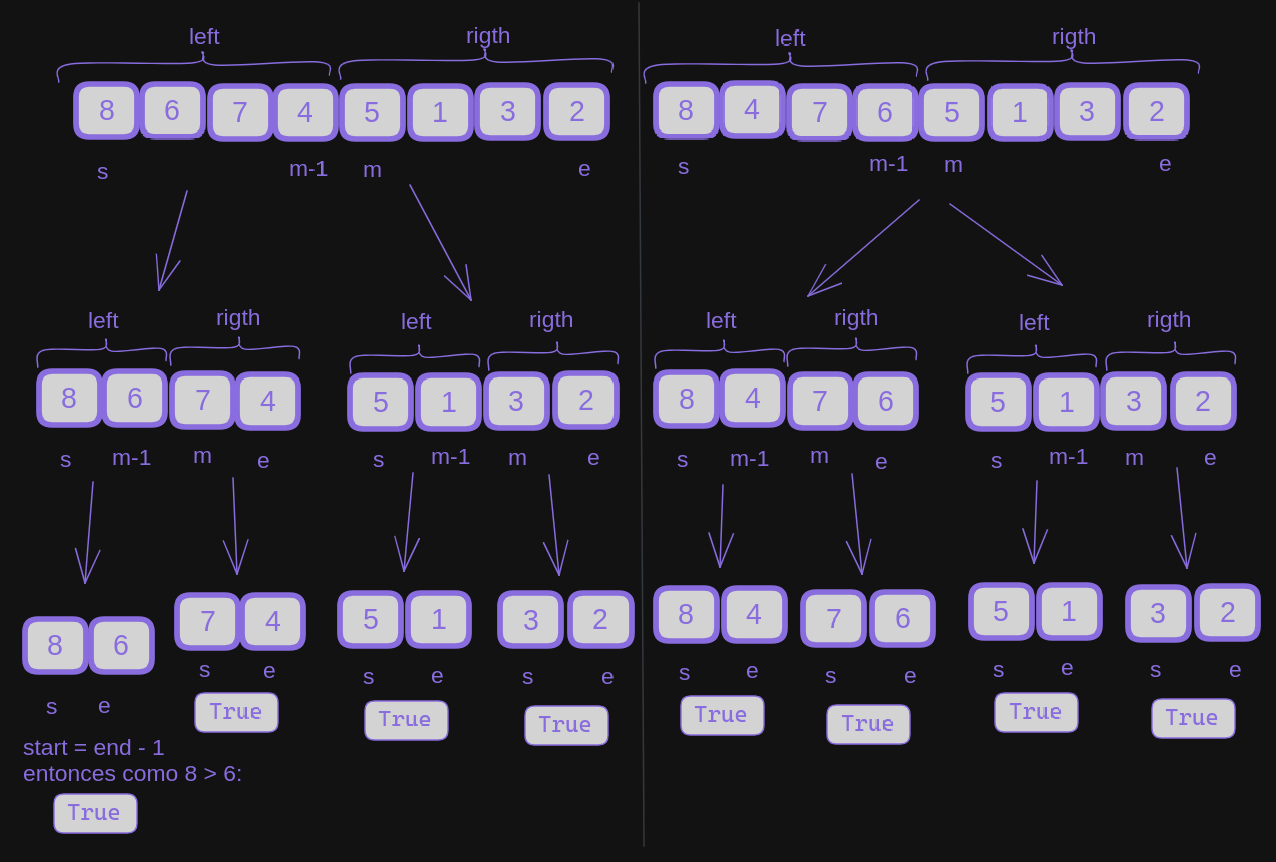 left rigth
8 6 7 4 5 1 3 2
s m-1 m e
left rigth left rigth
8 6 7 4 5 1 3 2
s m-1 m e s m-1 m e
8 6 7 4 5 1 3 2
s e s e s e s e
True True True
start = end - 1
entonces como 8 > 6:
True
left rigth
8 4 7 6 5 1 3 2
s m-1 m e
left rigth left rigth
8 4 7 6 5 1 3 2
s m-1 m e s m-1 m e
8 4 7 6 5 1 3 2
s e s e s e s e
True True True True